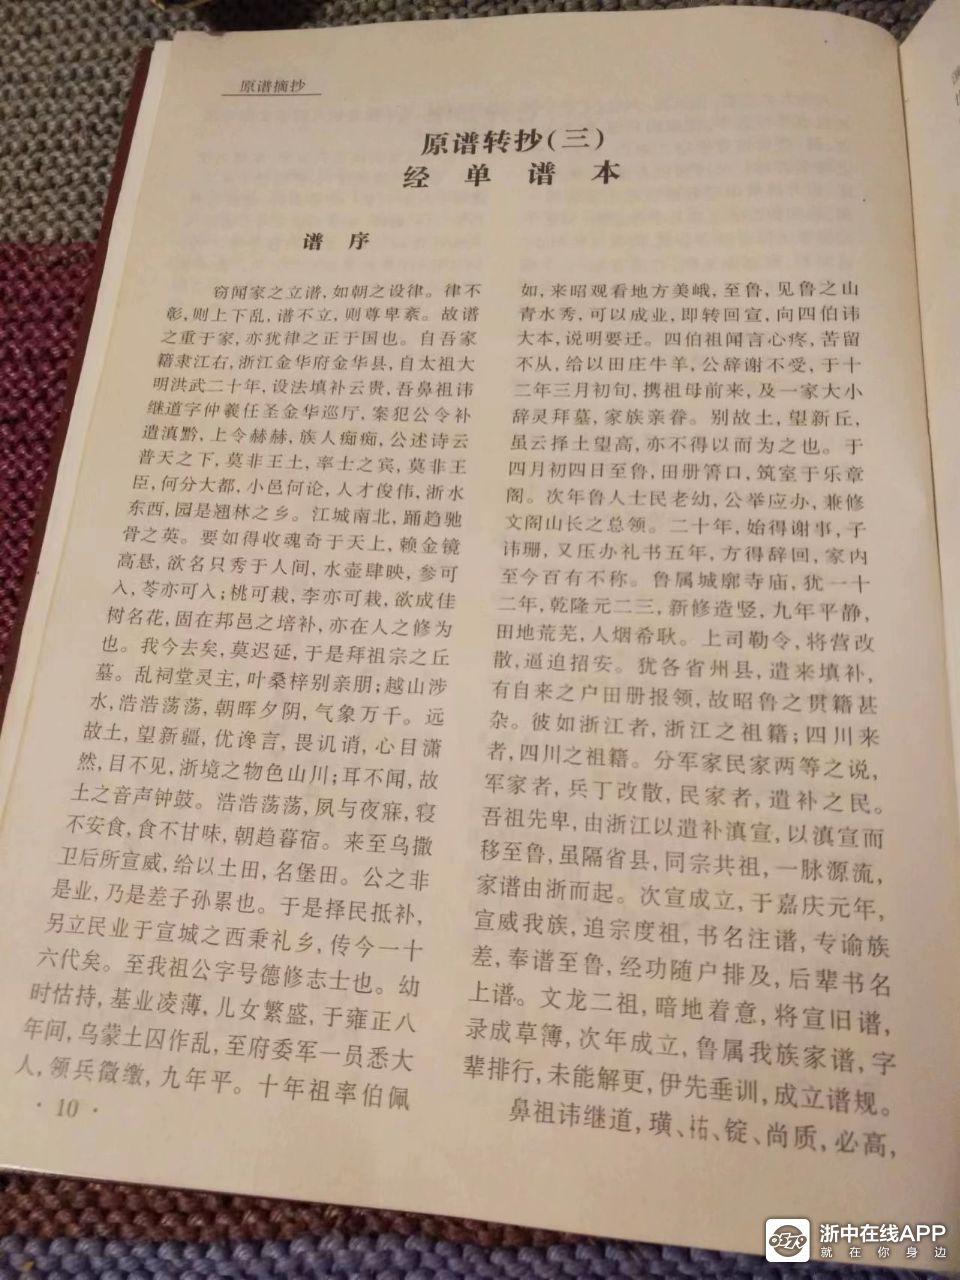 原谱摘抄
原谱转抄(三)
经单谱本
谱序
窃闻家之立谱,如朝之设律。律不
彰,则上下乱,谱不立,则尊卑紊。故谱
之重于家,亦犹律之正于国也。自吾家
籍隶江右,浙江金华府金华县,自太祖大
明洪武二十年,设法填补云贵,吾鼻祖讳
继道字仲羲任圣金华巡厅,案犯公令补
遣滇黔,上令赫赫,族人痴痴,公述诗云
普天之下,莫非王土,率士之宾,莫非王
臣,何分大都,小邑何论,人才俊伟,浙水
东西,园是翘林之乡。江城南北,踊趋驰
骨之英。要如得收魂奇于天上,赖金镜
高悬,欲名只秀于人间,水壶肆映,参可
入,苓亦可入;桃可栽,李亦可栽,欲成佳
树名花,固在邦邑之培补,亦在人之修为
也。我今去矣,莫迟延,于是拜祖宗之丘
墓。乱祠堂灵主,叶桑梓别亲朋;越山涉
水,浩浩荡荡,朝晖夕阴,气象万千。远
故土,望新疆,优谗言,畏讥诮,心目潇
然,目不见,浙境之物色山川;耳不闻,故
土之音声钟鼓。浩浩荡荡,夙与夜寐,寝
不安食,食不甘味,朝趋暮宿。来至乌撒
卫后所宣威,给以土田,名堡田。公之非
是业,乃是差子孙累也。于是择民抵补,
另立民业于宣城之西秉礼乡,传今一十
六代矣。至我祖公字号德修志士也。幼
时怙持,基业凌薄,儿女繁盛,于雍正八
年间,乌蒙土囚作乱,至府委军一员悉大
人,领兵徵缴,九年平。十年祖率伯佩
·10·
如,来昭观看地方美峨,至鲁,见鲁之山
青水秀,可以成业,即转回宣,向四伯讳
大本,说明要迁。四伯祖闻言心疼,苦留
不从,给以田庄牛羊,公辞谢不受,于十
二年三月初旬,携祖母前来,及一家大小
辞灵拜墓,家族亲眷。别故土,望新丘,
虽云择土望高,亦不得以而为之也。于
四月初四日至鲁,田册箐口,筑室于乐章
阁。次年鲁人士民老幼,公举应办,兼修
文阁山长之总领。二十年,始得谢事,子
讳珊,又压办礼书五年,方得辞回,家内
至今百有不称。鲁属城廓寺庙,犹一十
二年,乾隆元二三,新修造竖,九年平静,
田地荒芜,人烟希耿。上司勒令,将营改
散,逼迫招安。犹各省州县,遣来填补,
有自来之户田册报领,故昭鲁之贯籍甚
杂。彼如浙江者,浙江之祖籍;四川来
者,四川之祖籍。分军家民家两等之说,
军家者,兵丁改散,民家者,遣补之民。
吾祖先卑,由浙江以遣补滇宣,以滇宣而
移至鲁,虽隔省县,同宗共祖,一脉源流,
家谱由浙而起。次宣成立,于嘉庆元年,
宣威我族,追宗度祖,书名注谱,专谕族
差,奉谱至鲁,经功随户排及,后辈书名
上谱。文龙二祖,暗地着意,将宣旧谱,
录成草簿,次年成立,鲁属我族家谱,字
辈排行,未能解更,伊先垂训,成立谱规。
鼻祖讳继道,璜、祐、锭、尚质,必高,
浙中在线APP
就在你身边